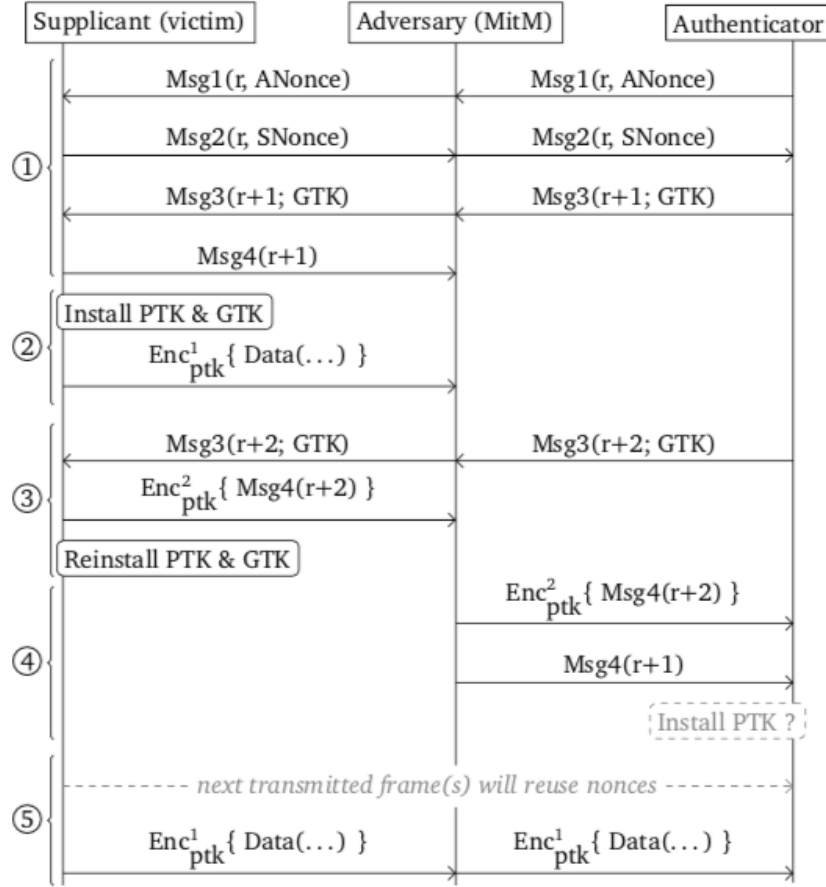 Supplicant (victim) Adversary (MitM) Authenticator
Msg1(r, ANonce) Msg1(r, ANonce)
Msg2(r, SNonce) Msg2(r, SNonce)
①
Msg3(r+1; GTK) Msg3(r+1; GTK)
Msg4(r+1)
Install PTK & GTK
② Enc¹ptk{ Data(...) }
Msg3(r+2; GTK) Msg3(r+2; GTK)
③ Enc²ptk{ Msg4(r+2) }
Reinstall PTK & GTK
Enc²ptk{ Msg4(r+2) }
④ Msg4(r+1)
Install PTK ?
next transmitted frame(s) will reuse nonces
⑤ Enc¹ptk{ Data(...) } Enc¹ptk{ Data(...) }